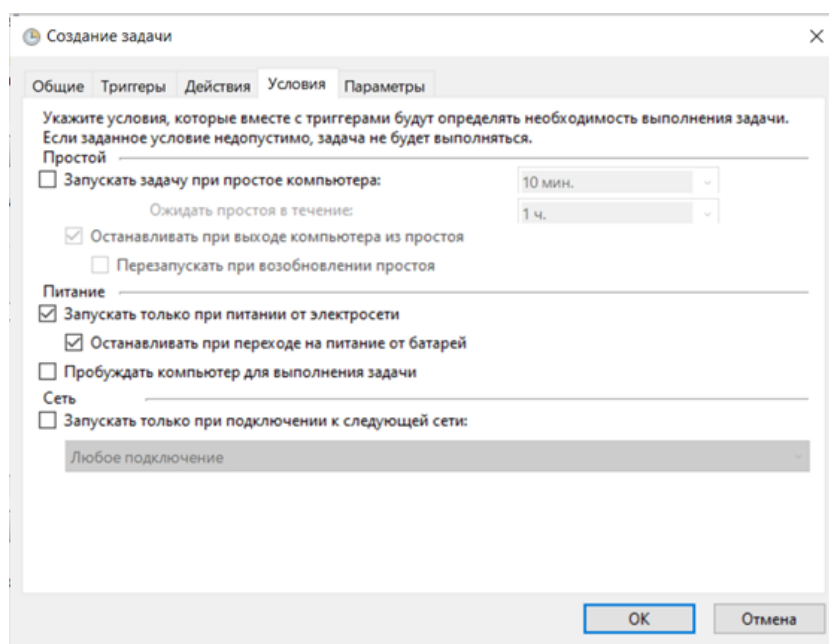 Создание задачи
Общие Триггеры Действия Условия Параметры
Укажите условия, которые вместе с триггерами будут определять необходимость выполнения задачи.
Если заданное условие недопустимо, задача не будет выполняться.
Простой
Запускать задачу при простое компьютера: 10 мин.
Ожидать простоя в течение: 1 ч.
Останавливать при выходе компьютера из простоя
Перезапускать при возобновлении простоя
Питание
Запускать только при питании от электросети
Останавливать при переходе на питание от батарей
Пробуждать компьютер для выполнения задачи
Сеть
Запускать только при подключении к следующей сети:
Любое подключение
ОК Отмена